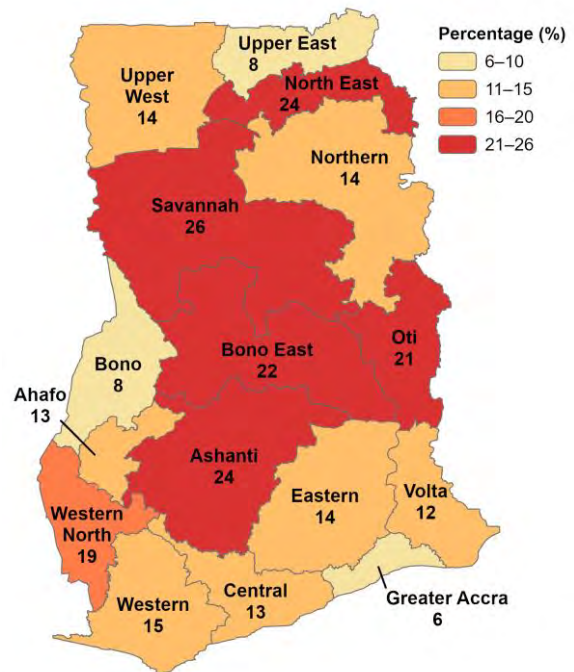 Upper East
8
Percentage (%)
6–10
11–15
16–20
21–26
Upper
West
14
North East
24
Northern
14
Savannah
26
Bono
8
Bono East
22
Oti
21
Ahafo
13
Ashanti
24
Eastern
14
Volta
12
Western
North
19
Western
15
Central
13
Greater Accra
6